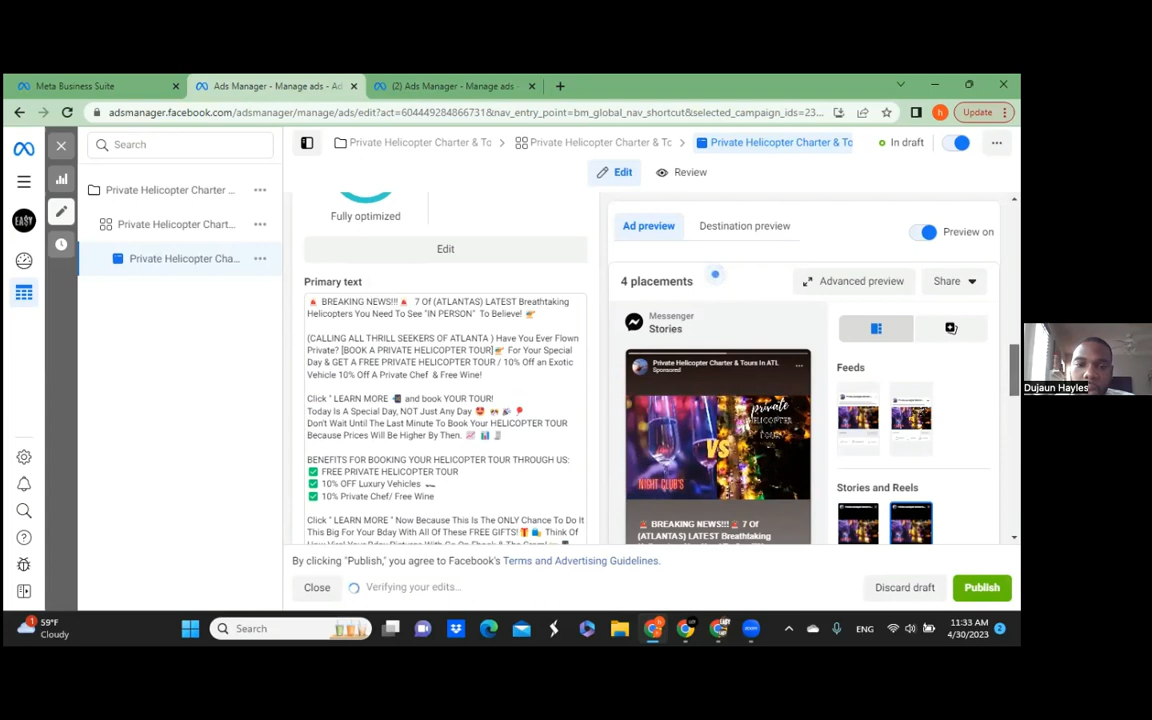 Meta Business Suite
Ads Manager - Manage ads - Ad
(2) Ads Manager - Manage ads -
adsmanager.facebook.com/adsmanager/manage/ads/edit?act=604449284866731&nav_entry_point=bm_global_nav_shortcut&selected_campaign_ids=23...
Update
Search
Private Helicopter Charter & To
Private Helicopter Charter & To
Private Helicopter Charter & To
In draft
Edit
Review
Private Helicopter Charter ...
Private Helicopter Chart...
Private Helicopter Cha...
EASY
Fully optimized
Edit
Primary text
🚨 BREAKING NEWS!!! 🚨 7 Of (ATLANTAS) LATEST Breathtaking
Helicopters You Need To See "IN PERSON" To Believe! 🚁
(CALLING ALL THRILL SEEKERS OF ATLANTA ) Have You Ever Flown
Private? [BOOK A PRIVATE HELICOPTER TOUR]🚁 For Your Special
Day & GET A FREE PRIVATE HELICOPTER TOUR / 10% Off an Exotic
Vehicle 10% Off A Private Chef & Free Wine!
Click " LEARN MORE 📲 and book YOUR TOUR!
Today Is A Special Day, NOT Just Any Day
Don't Wait Until The Last Minute To Book Your HELICOPTER TOUR
Because Prices Will Be Higher By Then.
BENEFITS FOR BOOKING YOUR HELICOPTER TOUR THROUGH US:
✅ FREE PRIVATE HELICOPTER TOUR
✅ 10% OFF Luxury Vehicles
✅ 10% Private Chef/ Free Wine
Click " LEARN MORE " Now Because This Is The ONLY Chance To Do It
This Big For Your Bday With All Of These FREE GIFTS! Think Of
Ad preview
Destination preview
Preview on
4 placements
Advanced preview
Share
Messenger
Stories
Private Helicopter Charter & Tours In ATL
Sponsored
private
HELICOPTER
TOUR
VS
NIGHT CLUB'S
🚨 BREAKING NEWS!!! 🚨 7 Of
(ATLANTAS) LATEST Breathtaking
Feeds
Stories and Reels
By clicking "Publish," you agree to Facebook's Terms and Advertising Guidelines.
Close
Verifying your edits...
Discard draft
Publish
Dujaun Hayles
1
59°F
Cloudy
Search
ENG
11:33 AM
4/30/2023
2